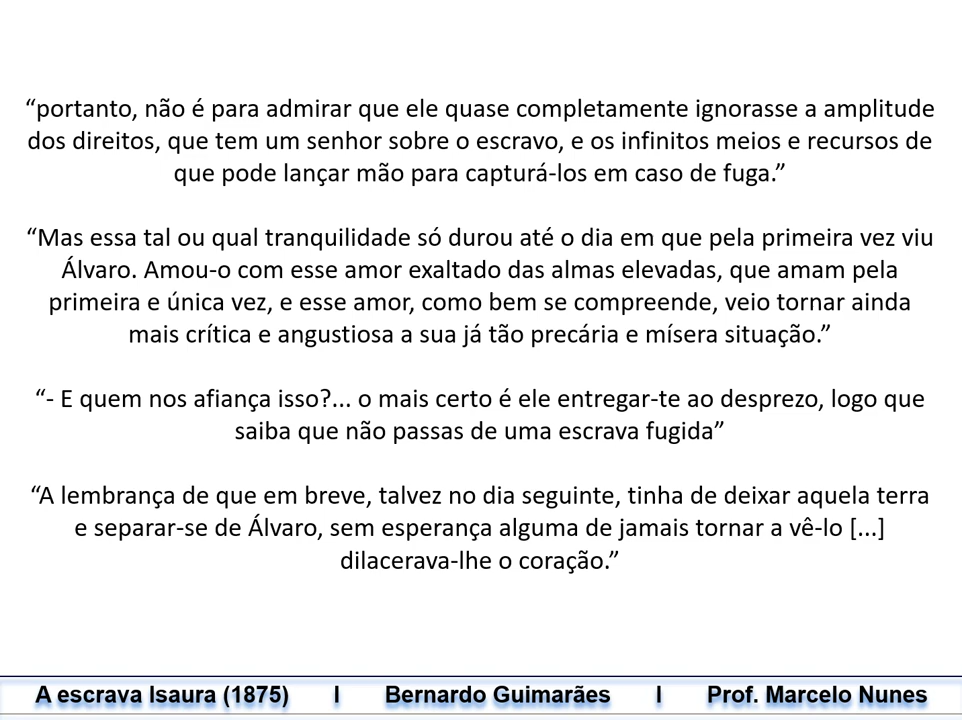 “portanto, não é para admirar que ele quase completamente ignorasse a amplitude
dos direitos, que tem um senhor sobre o escravo, e os infinitos meios e recursos de
que pode lançar mão para capturá-los em caso de fuga.”
“Mas essa tal ou qual tranquilidade só durou até o dia em que pela primeira vez viu
Álvaro. Amou-o com esse amor exaltado das almas elevadas, que amam pela
primeira e única vez, e esse amor, como bem se compreende, veio tornar ainda
mais crítica e angustiosa a sua já tão precária e mísera situação.”
“- E quem nos afiança isso?... o mais certo é ele entregar-te ao desprezo, logo que
saiba que não passas de uma escrava fugida”
“A lembrança de que em breve, talvez no dia seguinte, tinha de deixar aquela terra
e separar-se de Álvaro, sem esperança alguma de jamais tornar a vê-lo [...]
dilacerava-lhe o coração.”
A escrava Isaura (1875) I Bernardo Guimarães I Prof. Marcelo Nunes